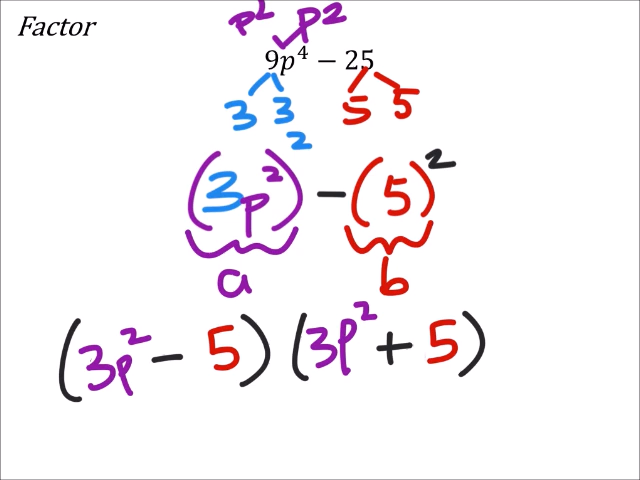 Factor
p² p²
9p⁴ − 25
3 3 5 5
(3p²)² − (5)²
a b
(3p² − 5)(3p² + 5)